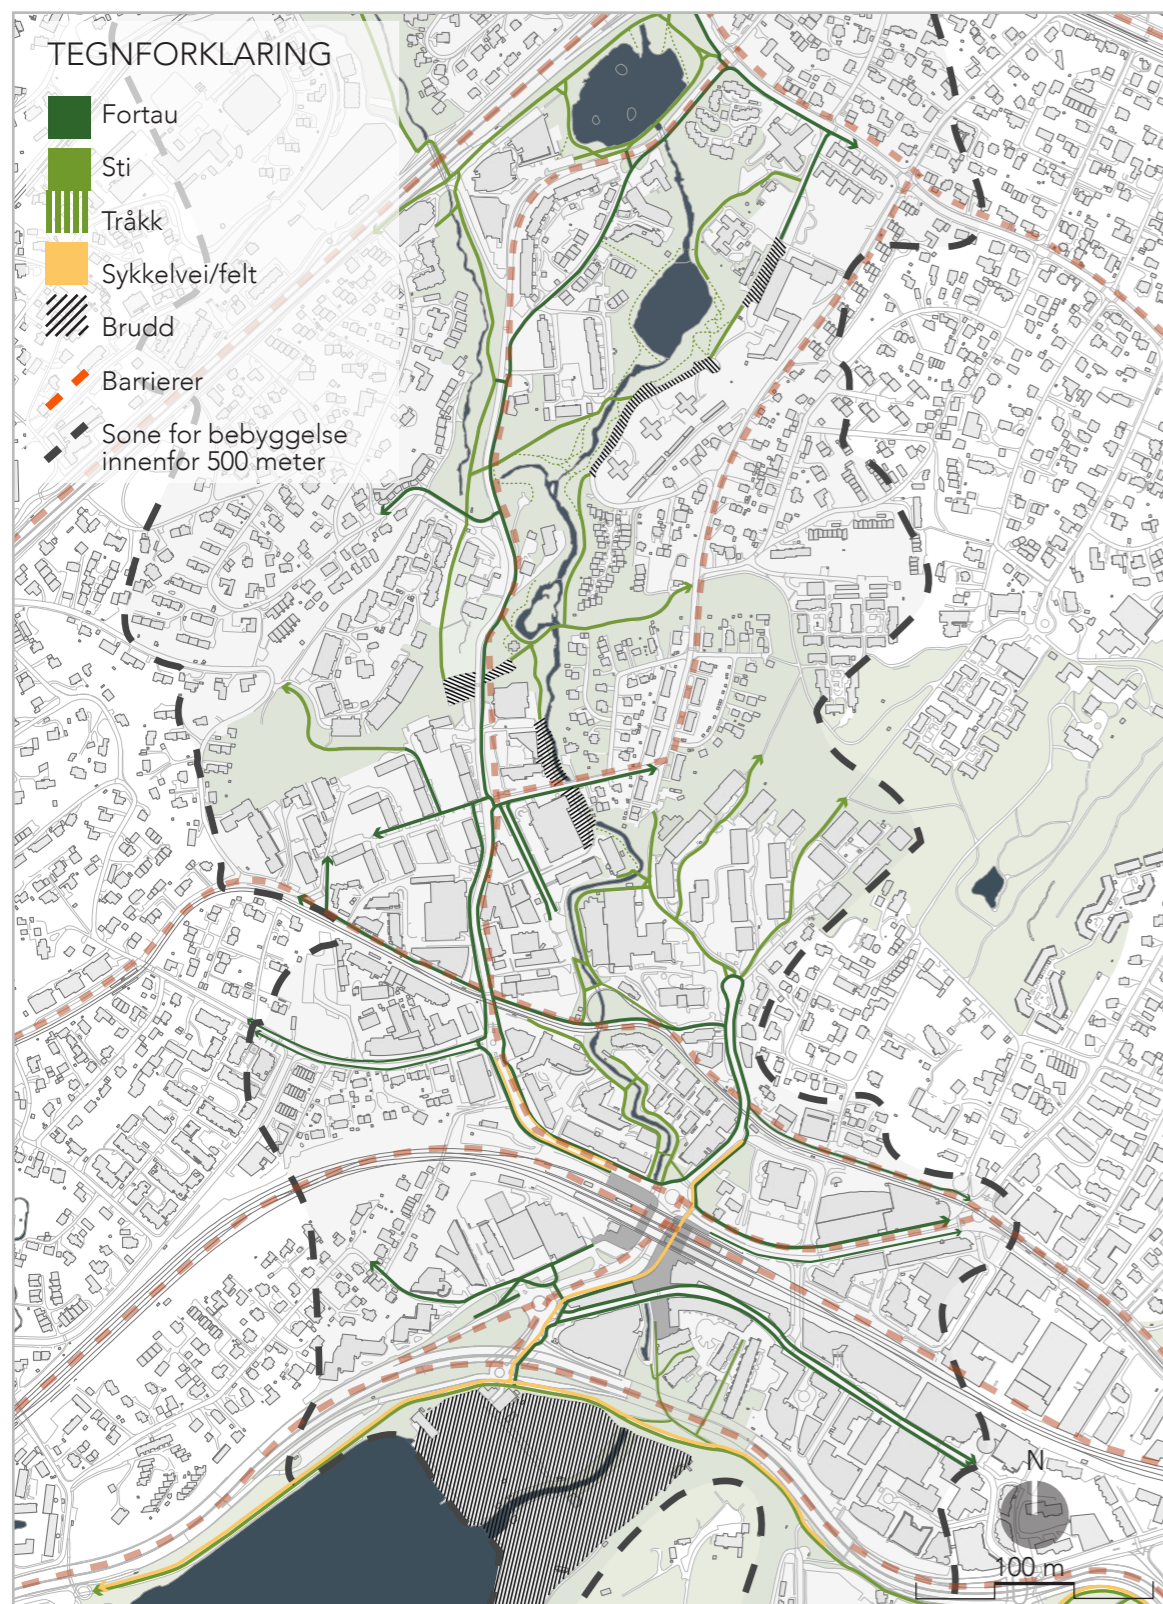 TEGNFORKLARING
Fortau
Sti
Tråkk
Sykkelvei/felt
Brudd
Barrierer
Sone for bebyggelse
innenfor 500 meter
N
100 m